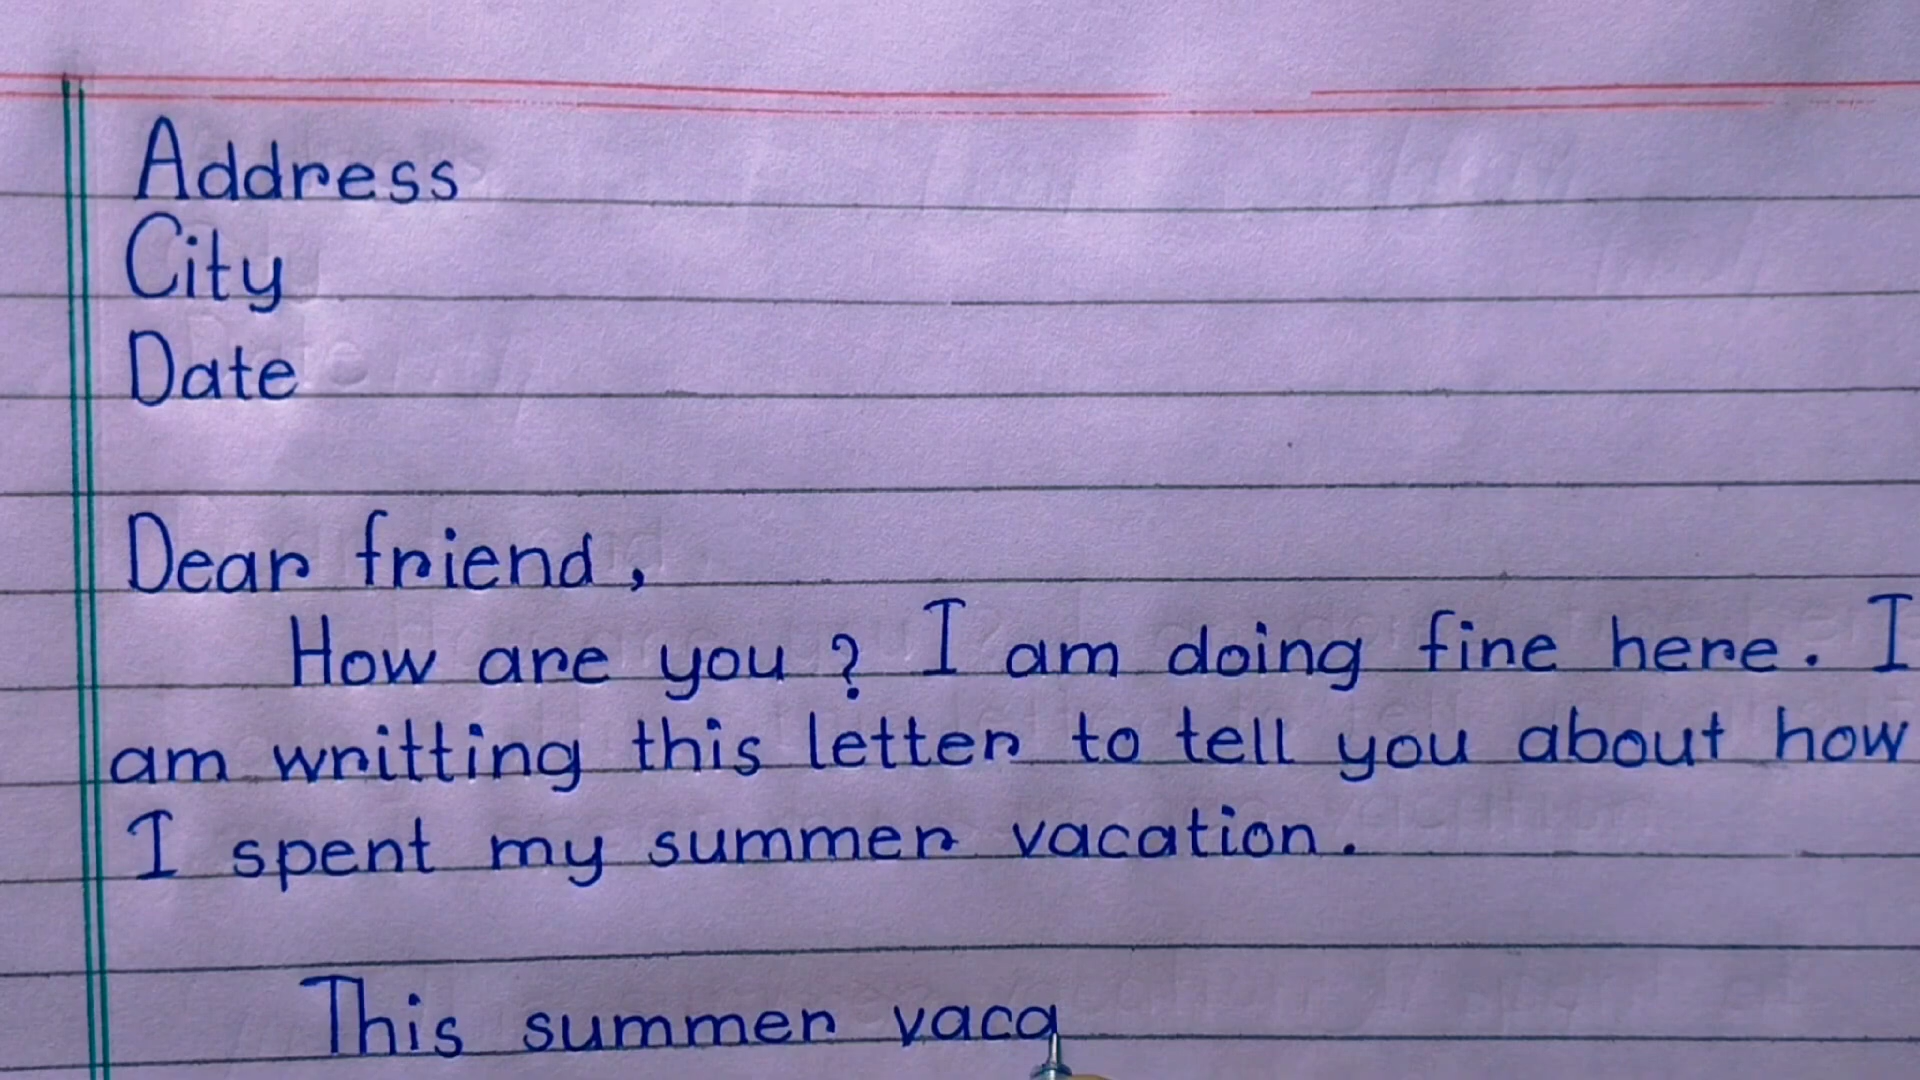 Address
City
Date
Dear friend,
How are you? I am doing fine here. I
am writting this letter to tell you about how
I spent my summer vacation.
This summer vaca